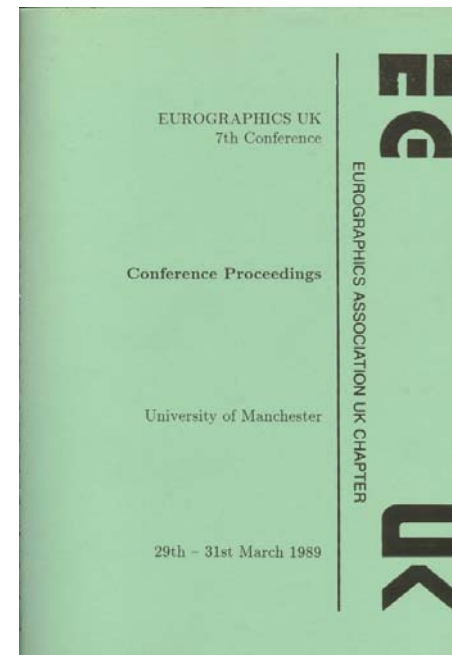 EUROGRAPHICS UK
7th Conference
Conference Proceedings
University of Manchester
29th – 31st March 1989
EUROGRAPHICS ASSOCIATION UK CHAPTER
EG
UK